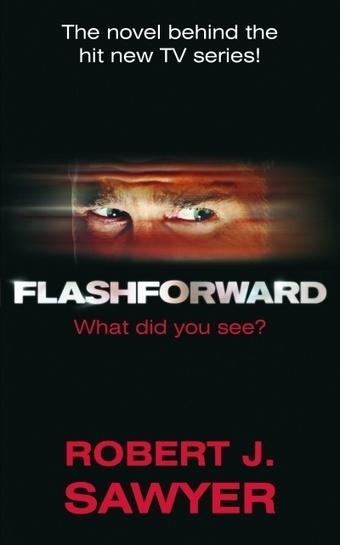 The novel behind the
hit new TV series!
FLASHFORWARD
What did you see?
ROBERT J.
SAWYER